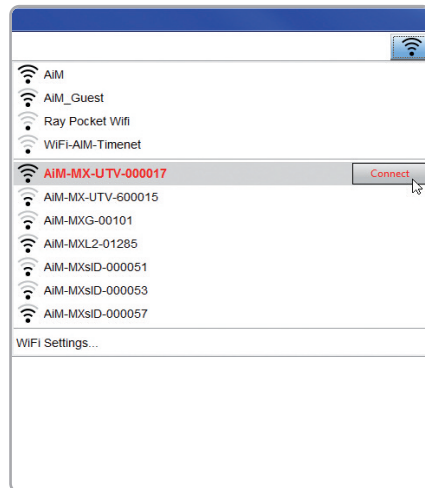 AiM
AiM_Guest
Ray Pocket Wifi
WiFi-AIM-Timenet
AiM-MX-UTV-000017 Connect
AiM-MX-UTV-600015
AiM-MXG-00101
AiM-MXL2-01285
AiM-MXsID-000051
AiM-MXsID-000053
AiM-MXsID-000057
WiFi Settings...